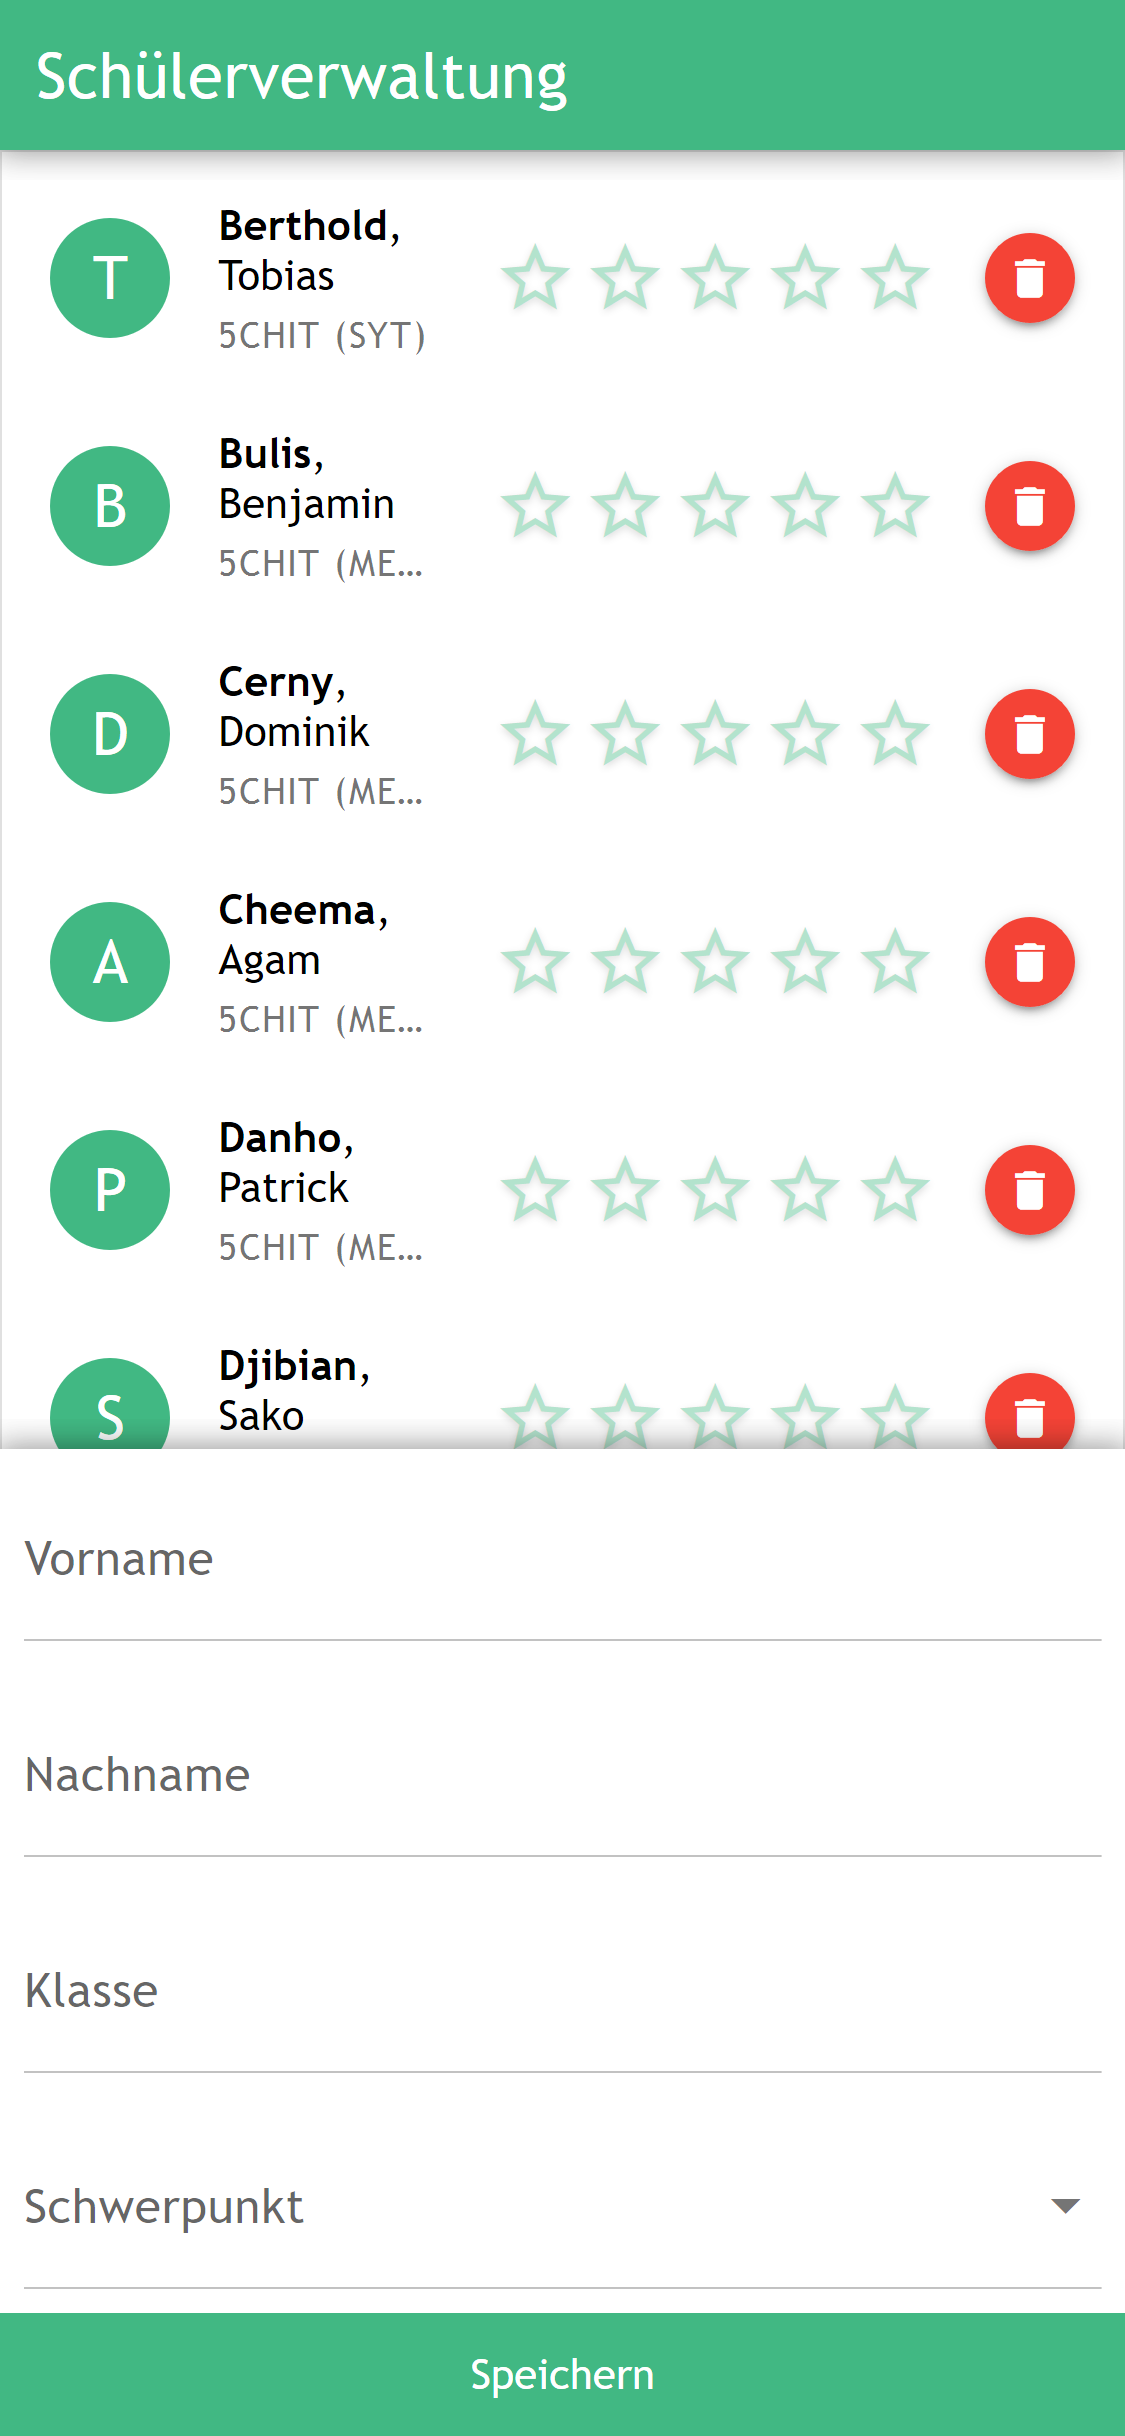 Schülerverwaltung
T
Berthold,
Tobias
5CHIT (SYT)
B
Bulis,
Benjamin
5CHIT (ME...
D
Cerny,
Dominik
5CHIT (ME...
A
Cheema,
Agam
5CHIT (ME...
P
Danho,
Patrick
5CHIT (ME...
S
Djibian,
Sako
Vorname
Nachname
Klasse
Schwerpunkt
Speichern